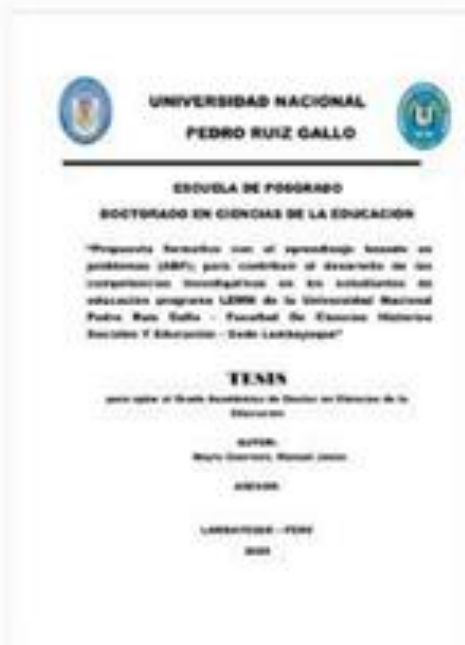 UNIVERSIDAD NACIONAL
PEDRO RUIZ GALLO
ESCUELA DE POSGRADO
DOCTORADO EN CIENCIAS DE LA EDUCACIÓN
"Propuesta formativa con el aprendizaje basado en
problemas (ABP); para contribuir al desarrollo de las
competencias investigativas en los estudiantes de
educación programa LEMM de la Universidad Nacional
Pedro Ruiz Gallo - Facultad De Ciencias Histórico
Sociales Y Educación - Sede Lambayeque"
TESIS
para optar el Grado Académico de Doctor en Ciencias de la
Educación
AUTOR:
Guerrero, Manuel
ASESOR:
LAMBAYEQUE - PERÚ